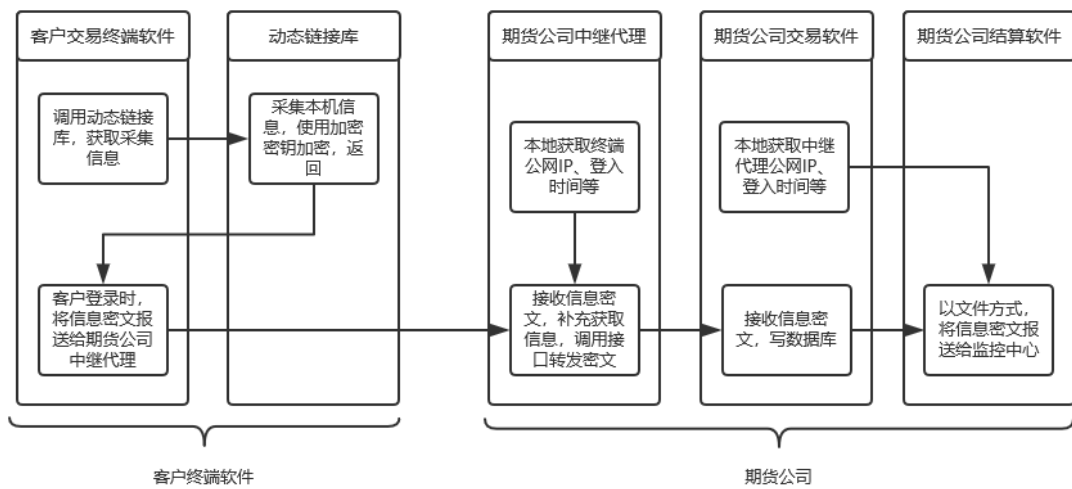 客户交易终端软件
动态链接库
期货公司中继代理
期货公司交易软件
期货公司结算软件
调用动态链接
库，获取采集
信息
采集本机信
息，使用加密
密钥加密，返
回
本地获取终端
公网IP、登入
时间等
本地获取中继
代理公网IP、
登入时间等
客户登录时，
将信息密文报
送给期货公司
中继代理
接收信息密
文，补充获取
信息，调用接
口转发密文
接收信息密
文，写数据库
以文件方式，
将信息密文报
送给监控中心
客户终端软件
期货公司